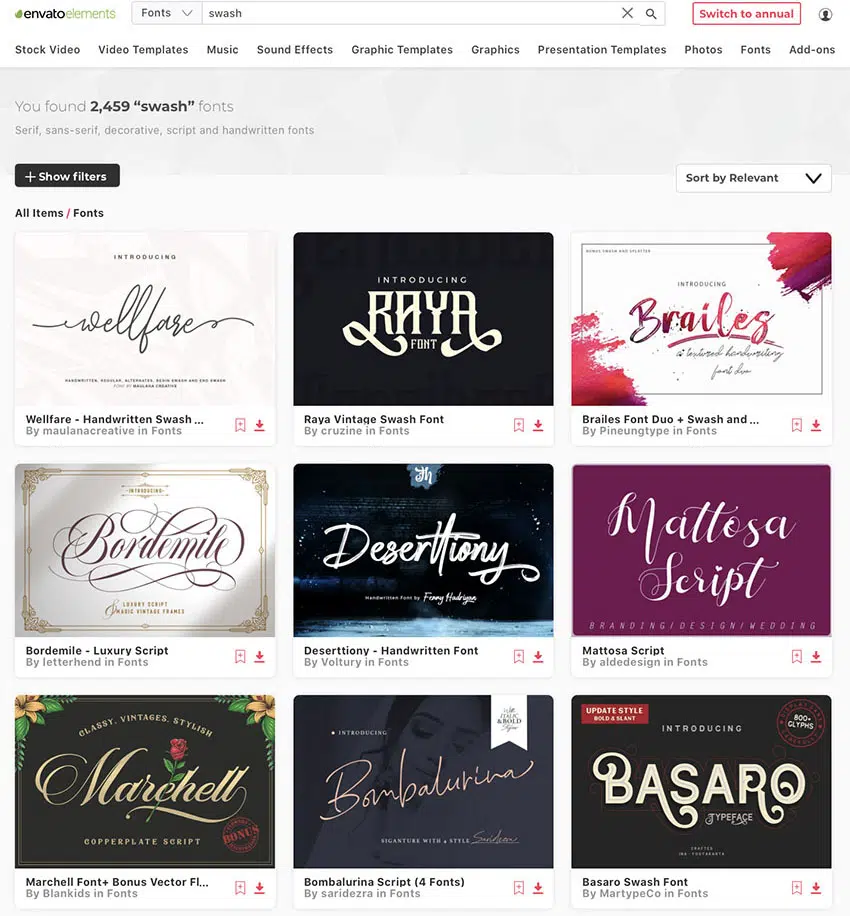 envatoelements
Fonts
swash
Switch to annual
Stock Video Video Templates Music Sound Effects Graphic Templates Graphics Presentation Templates Photos Fonts Add-ons
You found 2,459 “swash” fonts
Serif, sans-serif, decorative, script and handwritten fonts
+ Show filters
Sort by Relevant
All Items / Fonts
INTRODUCING
wellfare
HANDWRITTEN, REGULAR, ALTERNATES, BEGIN SWASH AND END SWASH
FONT BY MAULANA CREATIVE
Wellfare - Handwritten Swash ...
By maulanacreative in Fonts
INTRODUCING
RAYA
FONT
Raya Vintage Swash Font
By cruzine in Fonts
BONUS SWASH AND SPLATTER
INTRODUCING
Brailes
a textured handwriting
font duo
Brailes Font Duo + Swash and ...
By Pineungtype in Fonts
INTRODUCING
Bordemile
LUXURY SCRIPT
& MAGIC VINTAGE FRAMES
Bordemile - Luxury Script
By letterhend in Fonts
Deserttiony
Handwritten Font by Fenny Hadriyan
Deserttiony - Handwritten Font
By Voltury in Fonts
Mattosa
Script
BRANDING/DESIGN/WEDDING
Mattosa Script
By aldedesign in Fonts
CLASSY, VINTAGES, STYLISH
Marchell
COPPERPLATE SCRIPT
BONUS
Marchell Font+ Bonus Vector Fl...
By Blankids in Fonts
With
ITALIC
&BOLD
INTRODUCING
Bombalurina
SIGANTURE WITH A STYLE Saridezra
Bombalurina Script (4 Fonts)
By saridezra in Fonts
UPDATE STYLE
BOLD & SLANT
800+
GLYPHS
INTRODUCING
BASARO
TYPEFACE
CRAFTED
Basaro Swash Font
By MartypeCo in Fonts